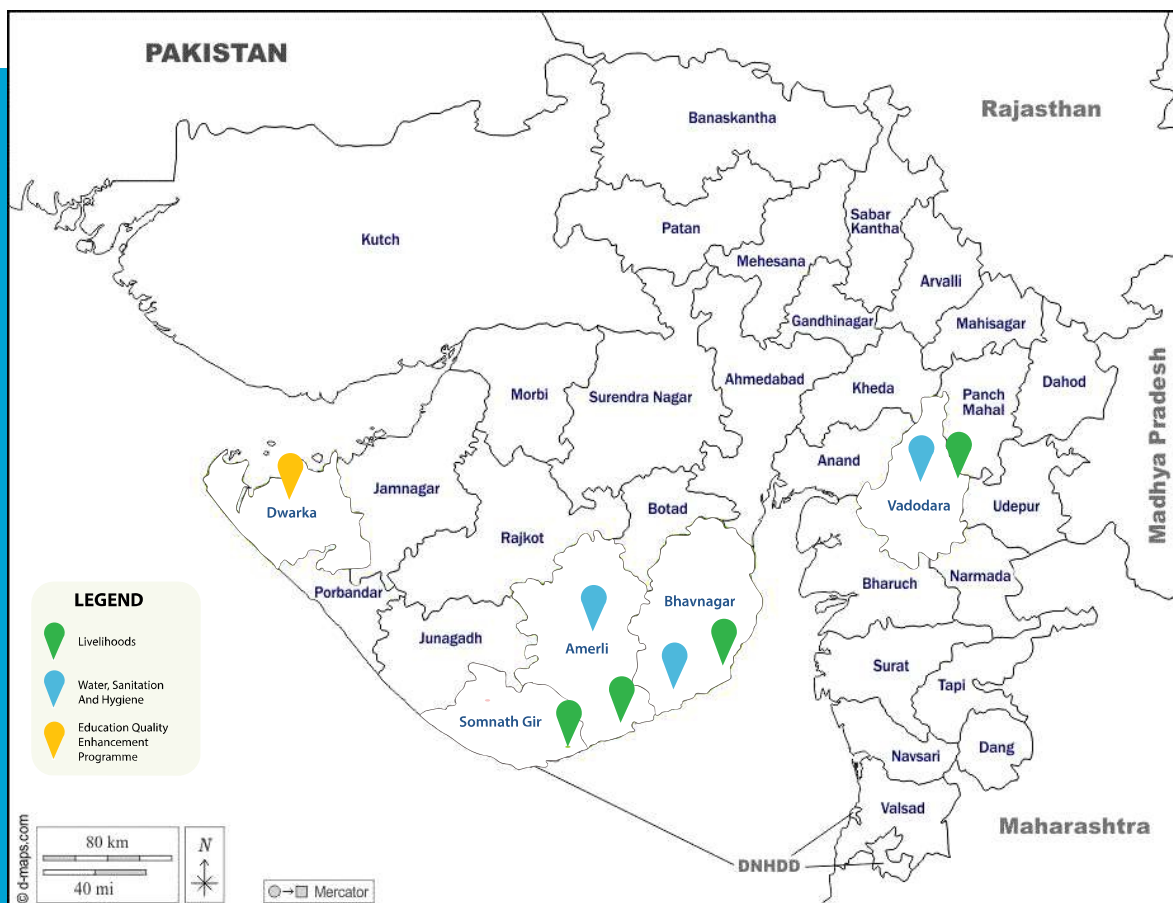 PAKISTAN
Rajasthan
Banaskantha
Sabar
Kantha
Patan
Kutch
Mehesana
Arvalli
Gandhinagar
Mahisagar
Ahmedabad
Kheda
Dahod
Panch
Mahal
Morbi
Surendra Nagar
Madhya Pradesh
Anand
Jamnagar
Vadodara
Udepur
Dwarka
Botad
Rajkot
Narmada
Bharuch
Porbandar
Bhavnagar
Junagadh
Amerli
Surat
Tapi
Somnath Gir
Navsari
Dang
Valsad
Maharashtra
DNHDD
LEGEND
Livelihoods
Water, Sanitation
And Hygiene
Education Quality
Enhancement
Programme
80 km
40 mi
N
Mercator
© d-maps.com